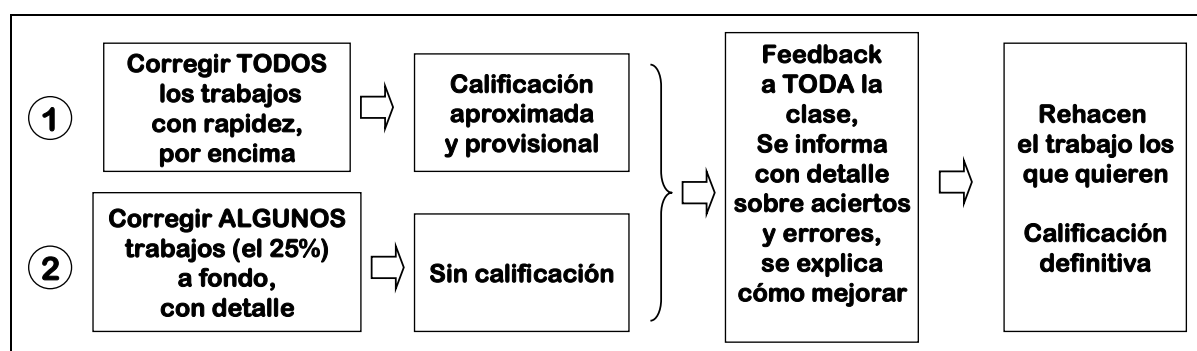 1
Corregir TODOS
los trabajos
con rapidez,
por encima
Calificación
aproximada
y provisional
2
Corregir ALGUNOS
trabajos (el 25%)
a fondo,
con detalle
Sin calificación
Feedback
a TODA la
clase,
Se informa
con detalle
sobre aciertos
y errores,
se explica
cómo mejorar
Rehacen
el trabajo los
que quieren
Calificación
definitiva